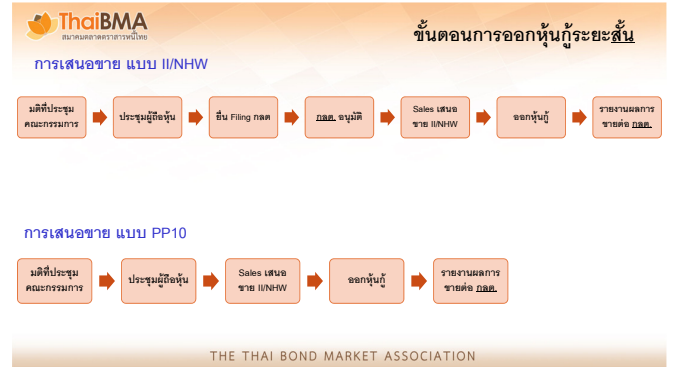 ThaiBMA
สมาคมตลาดตราสารหนี้ไทย
ขั้นตอนการออกหุ้นกู้ระยะสั้น
การเสนอขาย แบบ II/NHW
มติที่ประชุม
คณะกรรมการ
ประชุมผู้ถือหุ้น
ยื่น Filing กลต
กลต. อนุมัติ
Sales เสนอ
ขาย II/NHW
ออกหุ้นกู้
รายงานผลการ
ขายต่อ กลต.
การเสนอขาย แบบ PP10
มติที่ประชุม
คณะกรรมการ
ประชุมผู้ถือหุ้น
Sales เสนอ
ขาย II/NHW
ออกหุ้นกู้
รายงานผลการ
ขายต่อ กลต.
THE THAI BOND MARKET ASSOCIATION